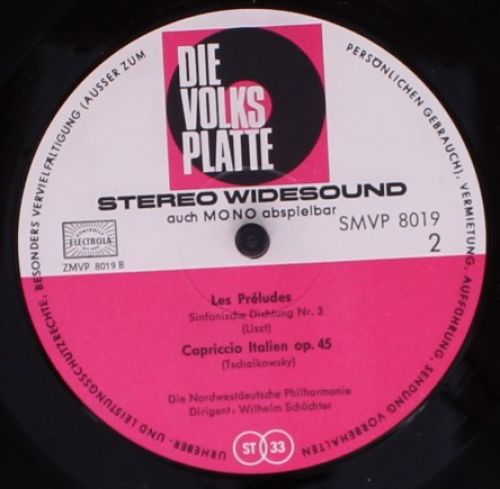 DIE
VOLKS
PLATTE
STEREO WIDESOUND
auch MONO abspielbar
SMVP 8019
2
ELECTROLA
ZMVP 8019 B
Les Préludes
Sinfonische Dichtung Nr. 3
(Liszt)
Capriccio Italien op. 45
(Tschaikowsky)
Die Nordwestdeutsche Philharmonie
Dirigent: Wilhelm Schüchter
ST 33
URHEBER- UND LEISTUNGSSCHUTZRECHTE, BESONDERS VERVIELFÄLTIGUNG (AUSSER ZUM PERSÖNLICHEN GEBRAUCH), VERMIETUNG, AUFFÜHRUNG, SENDUNG VORBEHALTEN